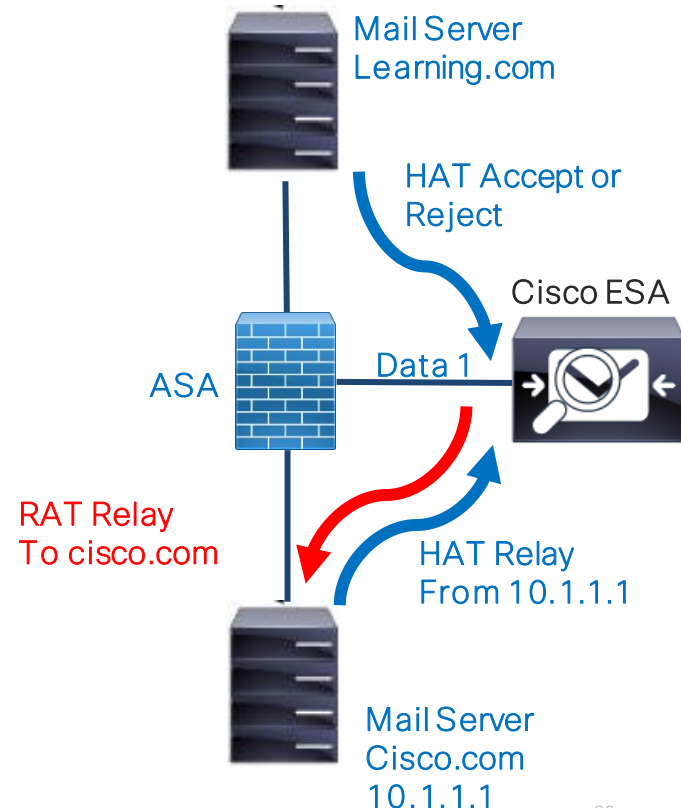 Mail Server
Learning.com
HAT Accept or
Reject
Cisco ESA
Data 1
ASA
RAT Relay
To cisco.com
HAT Relay
From 10.1.1.1
Mail Server
Cisco.com
10.1.1.1